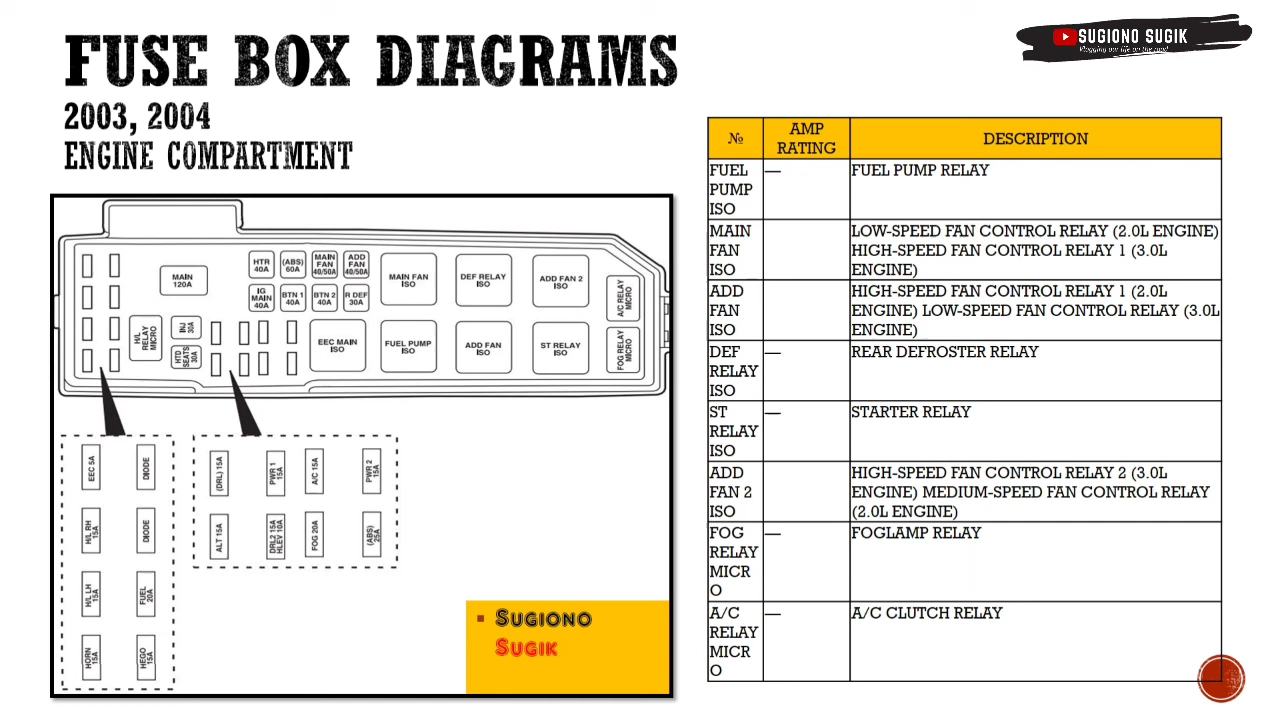 FUSE BOX DIAGRAMS
2003, 2004
ENGINE COMPARTMENT
SUGIONO SUGIK
Vlogging our life on the road
MAIN
120A
HTR
40A
(ABS)
60A
MAIN
FAN
40/50A
ADD
FAN
40/50A
IG
MAIN
40A
BTN 1
40A
BTN 2
40A
R DEF
30A
MAIN FAN
ISO
DEF RELAY
ISO
ADD FAN 2
ISO
A/C RELAY
MICRO
H/L
RELAY
MICRO
INJ
30A
HTD
SEATS
30A
EEC MAIN
ISO
FUEL PUMP
ISO
ADD FAN
ISO
ST RELAY
ISO
FOG RELAY
MICRO
EEC 5A
DIODE
H/L RH
15A
DIODE
H/L LH
15A
FUEL
20A
HORN
15A
HEGO
15A
(DRL) 15A
PWR 1
15A
A/C 15A
PWR 2
15A
ALT 15A
DRL2 15A
HLEV 10A
FOG 20A
(ABS)
25A
SUGIONO
SUGIK
№
AMP
RATING
DESCRIPTION
FUEL
PUMP
ISO
—
FUEL PUMP RELAY
MAIN
FAN
ISO
LOW-SPEED FAN CONTROL RELAY (2.0L ENGINE)
HIGH-SPEED FAN CONTROL RELAY 1 (3.0L
ENGINE)
ADD
FAN
ISO
HIGH-SPEED FAN CONTROL RELAY 1 (2.0L
ENGINE) LOW-SPEED FAN CONTROL RELAY (3.0L
ENGINE)
DEF
RELAY
ISO
—
REAR DEFROSTER RELAY
ST
RELAY
ISO
—
STARTER RELAY
ADD
FAN 2
ISO
HIGH-SPEED FAN CONTROL RELAY 2 (3.0L
ENGINE) MEDIUM-SPEED FAN CONTROL RELAY
(2.0L ENGINE)
FOG
RELAY
MICR
O
—
FOGLAMP RELAY
A/C
RELAY
MICR
O
—
A/C CLUTCH RELAY